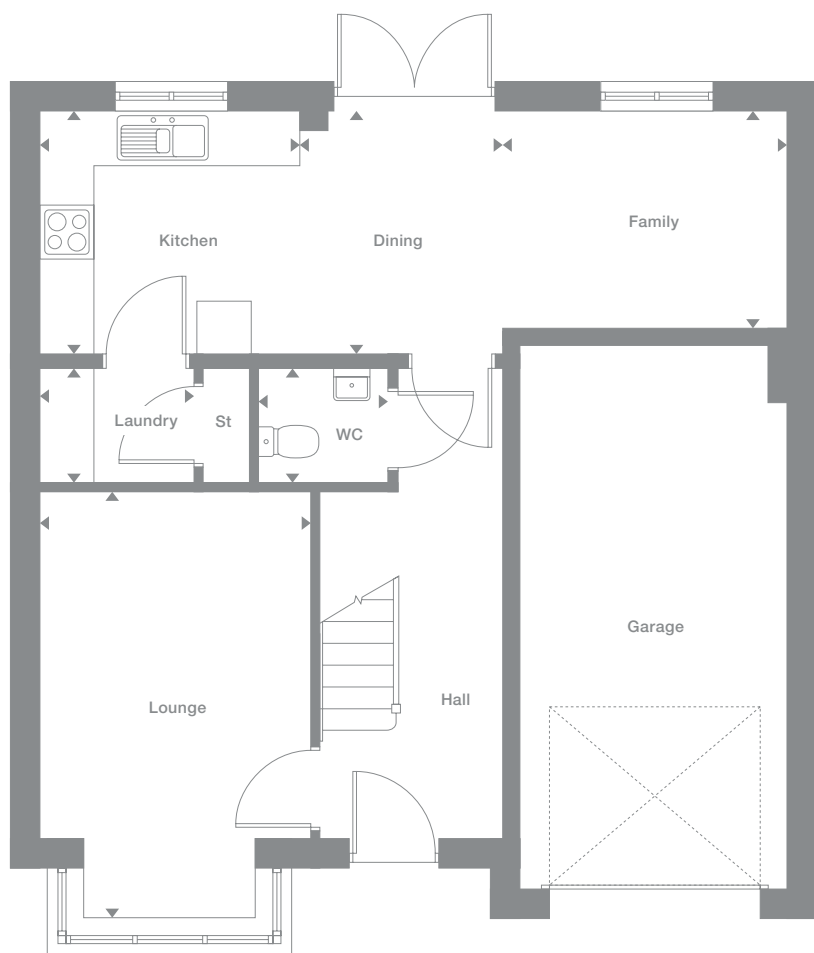 Family
Kitchen
Dining
Laundry
St
WC
Garage
Hall
Lounge